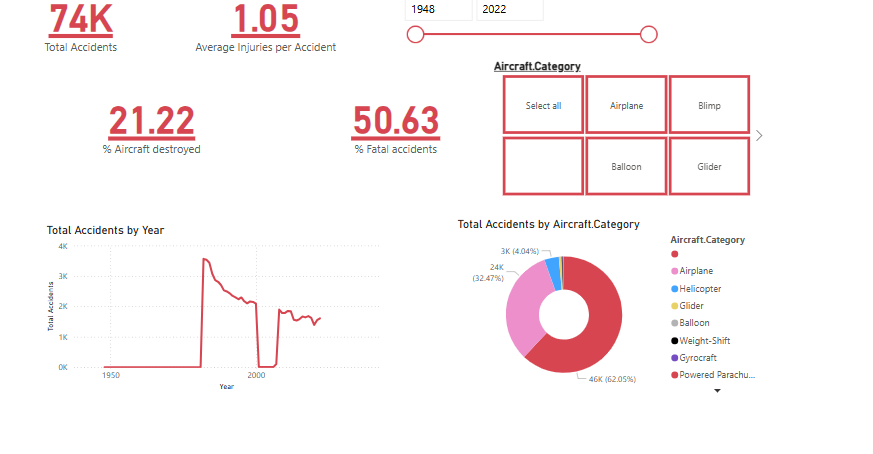 74K
Total Accidents
1.05
Average Injuries per Accident
1948
2022
Aircraft.Category
Select all
Airplane
Blimp
Balloon
Glider
21.22
% Aircraft destroyed
50.63
% Fatal accidents
Total Accidents by Year
4K
3K
2K
1K
0K
Total Accidents
1950
2000
Year
Total Accidents by Aircraft.Category
3K (4.04%)
24K
(32.47%)
46K (62.05%)
Aircraft.Category
Airplane
Helicopter
Glider
Balloon
Weight-Shift
Gyrocraft
Powered Parachu...